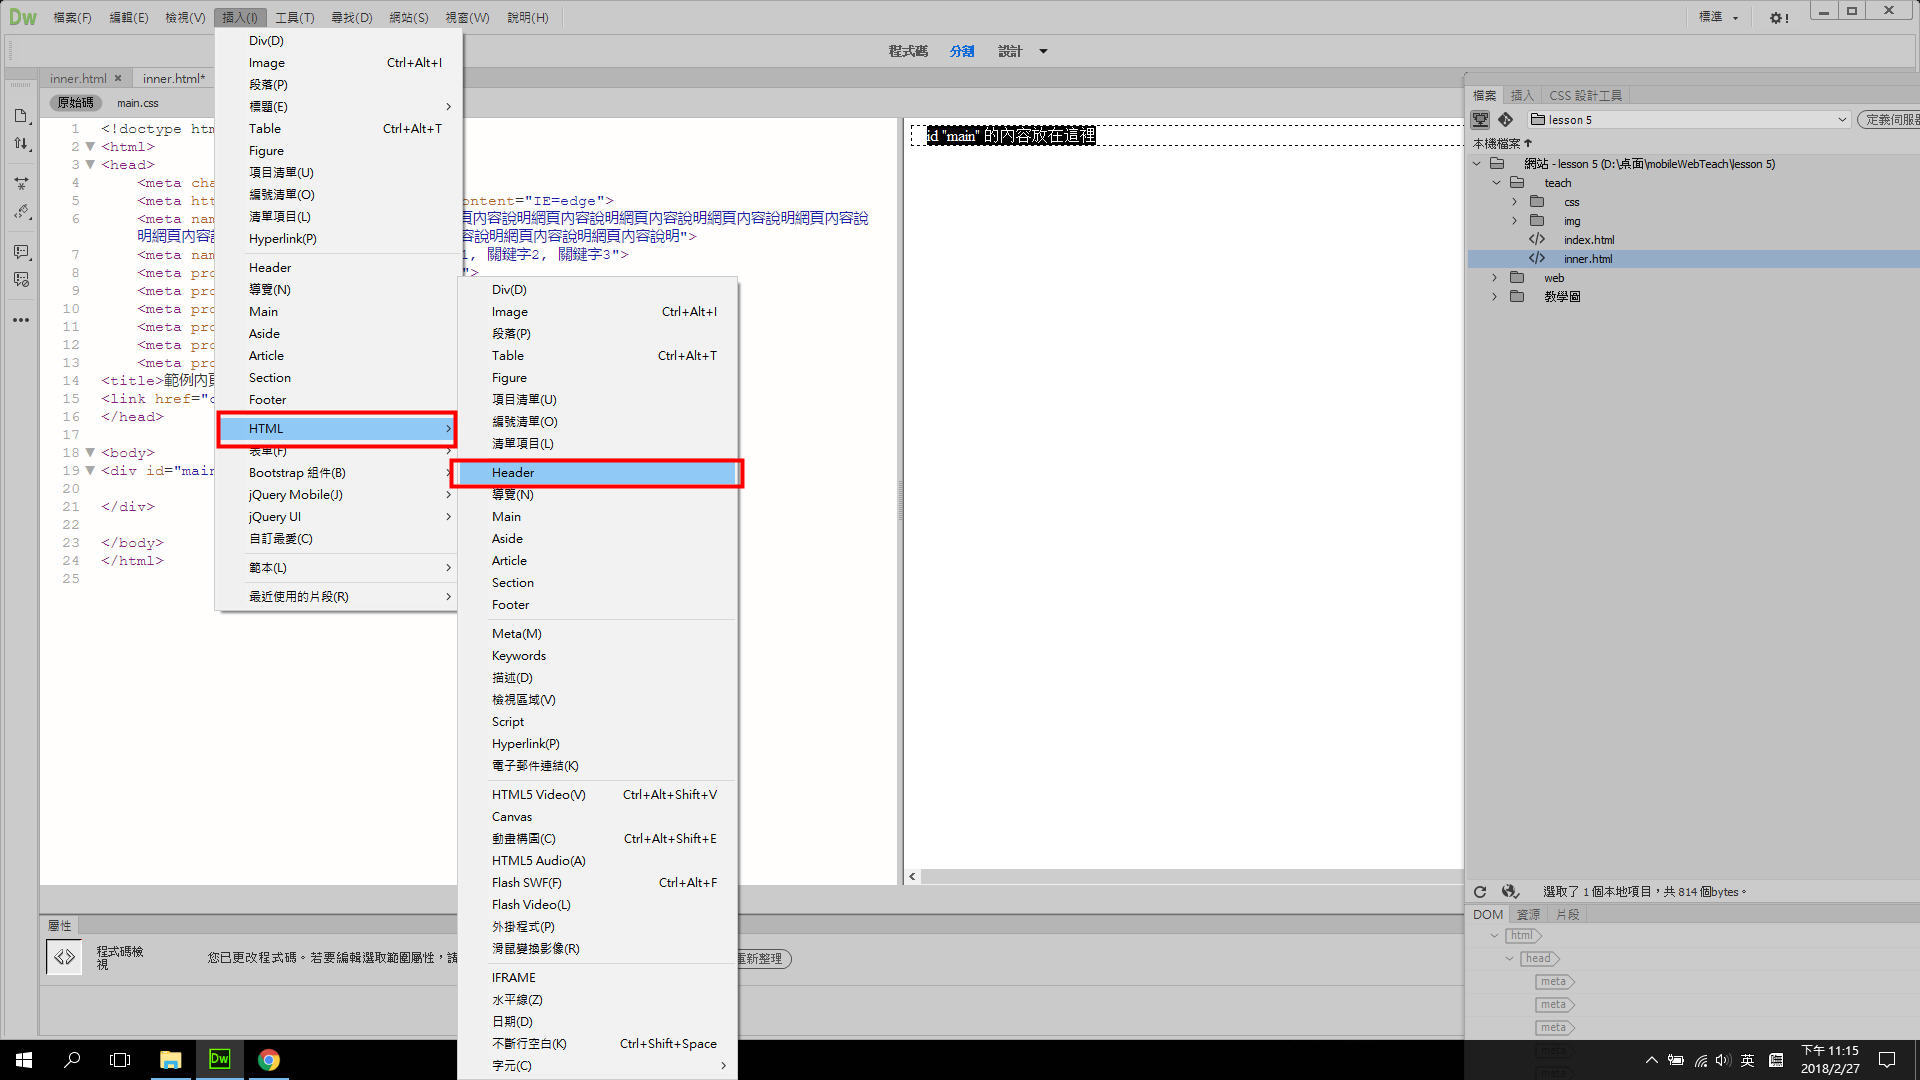 Dw 檔案(F) 編輯(E) 檢視(V) 插入(I) 工具(T) 尋找(D) 網站(S) 視窗(W) 說明(H) 標準
程式碼 分割 設計
inner.html × inner.html*
原始碼 main.css
Div(D)
Image Ctrl+Alt+I
段落(P)
標題(E)
Table Ctrl+Alt+T
Figure
項目清單(U)
編號清單(O)
清單項目(L)
Hyperlink(P)
Header
導覽(N)
Main
Aside
Article
Section
Footer
HTML
表單(F)
Bootstrap 組件(B)
jQuery Mobile(J)
jQuery UI
自訂最愛(C)
範本(L)
最近使用的片段(R)
Div(D)
Image Ctrl+Alt+I
段落(P)
Table Ctrl+Alt+T
Figure
項目清單(U)
編號清單(O)
清單項目(L)
Header
導覽(N)
Main
Aside
Article
Section
Footer
Meta(M)
Keywords
描述(D)
檢視區域(V)
Script
Hyperlink(P)
電子郵件連結(K)
HTML5 Video(V) Ctrl+Alt+Shift+V
Canvas
動畫構圖(C) Ctrl+Alt+Shift+E
HTML5 Audio(A)
Flash SWF(F) Ctrl+Alt+F
Flash Video(L)
外掛程式(P)
滑鼠變換影像(R)
IFRAME
水平線(Z)
日期(D)
不斷行空白(K) Ctrl+Shift+Space
字元(C)
1 <!doctype htm
2 <html>
3 <head>
4 <meta cha
5 <meta htt ontent="IE=edge">
6 <meta nam 頁內容說明網頁內容說明網頁內容說明網頁內容說明網頁內容說
明網頁內容說 容說明網頁內容說明網頁內容說明">
7 <meta nam 1, 關鍵字2, 關鍵字3">
8 <meta pro ">
9 <meta pro
10 <meta pro
11 <meta pro
12 <meta pro
13 <meta pro
14 <title>範例內頁
15 <link href="c
16 </head>
17
18 <body>
19 <div id="main
20
21 </div>
22
23 </body>
24 </html>
25
id "main" 的內容放在這裡
檔案 插入 CSS 設計工具
lesson 5 定義伺服器
本機檔案
網站 - lesson 5 (D:\桌面\mobileWebTeach\lesson 5)
teach
css
img
index.html
inner.html
web
教學圖
選取了 1 個本地項目，共 814 個bytes。
DOM 資源 片段
html
head
meta
meta
meta
meta
meta
屬性
程式碼檢
視
您已更改程式碼。若要編輯選取範圍屬性，請 重新整理
Dw
英
下午 11:15
2018/2/27